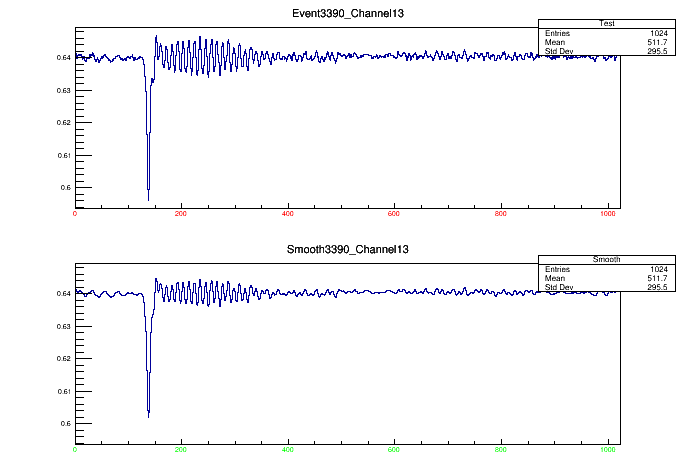 Event3390_Channel13
Test
Entries 1024
Mean 511.7
Std Dev 295.5
0.64
0.63
0.62
0.61
0.6
0 200 400 600 800 1000
Smooth3390_Channel13
Smooth
Entries 1024
Mean 511.7
Std Dev 295.5
0.64
0.63
0.62
0.61
0.6
0 200 400 600 800 1000